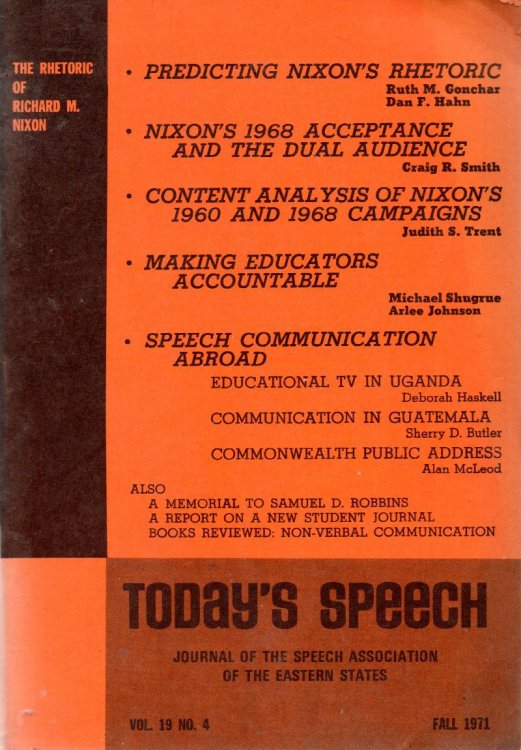 THE RHETORIC
OF
RICHARD M.
NIXON
• PREDICTING NIXON'S RHETORIC
Ruth M. Gonchar
Dan F. Hahn
• NIXON'S 1968 ACCEPTANCE
AND THE DUAL AUDIENCE
Craig R. Smith
• CONTENT ANALYSIS OF NIXON'S
1960 AND 1968 CAMPAIGNS
Judith S. Trent
• MAKING EDUCATORS
ACCOUNTABLE
Michael Shugrue
Arlee Johnson
• SPEECH COMMUNICATION
ABROAD
EDUCATIONAL TV IN UGANDA
Deborah Haskell
COMMUNICATION IN GUATEMALA
Sherry D. Butler
COMMONWEALTH PUBLIC ADDRESS
Alan McLeod
ALSO
A MEMORIAL TO SAMUEL D. ROBBINS
A REPORT ON A NEW STUDENT JOURNAL
BOOKS REVIEWED: NON-VERBAL COMMUNICATION
TODAY'S SPEECH
JOURNAL OF THE SPEECH ASSOCIATION
OF THE EASTERN STATES
VOL. 19 NO. 4 FALL 1971